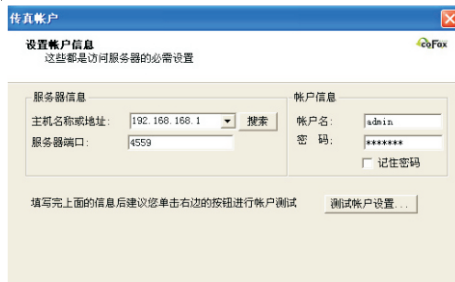 传真帐户
设置帐户信息
这些都是访问服务器的必需设置
coFax
服务器信息
主机名称或地址: 192.168.168.1 搜索
服务器端口: 4559
帐户信息
帐户名: admin
密 码: *******
记住密码
填写完上面的信息后建议您单击右边的按钮进行帐户测试
测试帐户设置...